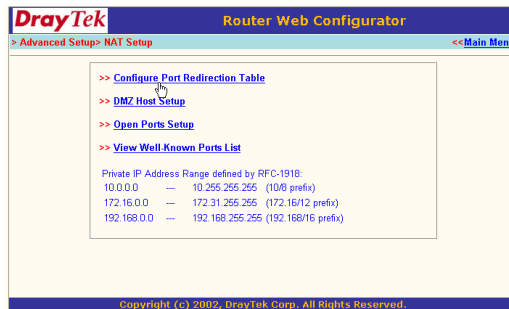 DrayTek Router Web Configurator
> Advanced Setup> NAT Setup <<Main Men
>> Configure Port Redirection Table
>> DMZ Host Setup
>> Open Ports Setup
>> View Well-Known Ports List
Private IP Address Range defined by RFC-1918:
10.0.0.0 --- 10.255.255.255 (10/8 prefix)
172.16.0.0 --- 172.31.255.255 (172.16/12 prefix)
192.168.0.0 --- 192.168.255.255 (192.168/16 prefix)
Copyright (c) 2002, DrayTek Corp. All Rights Reserved.